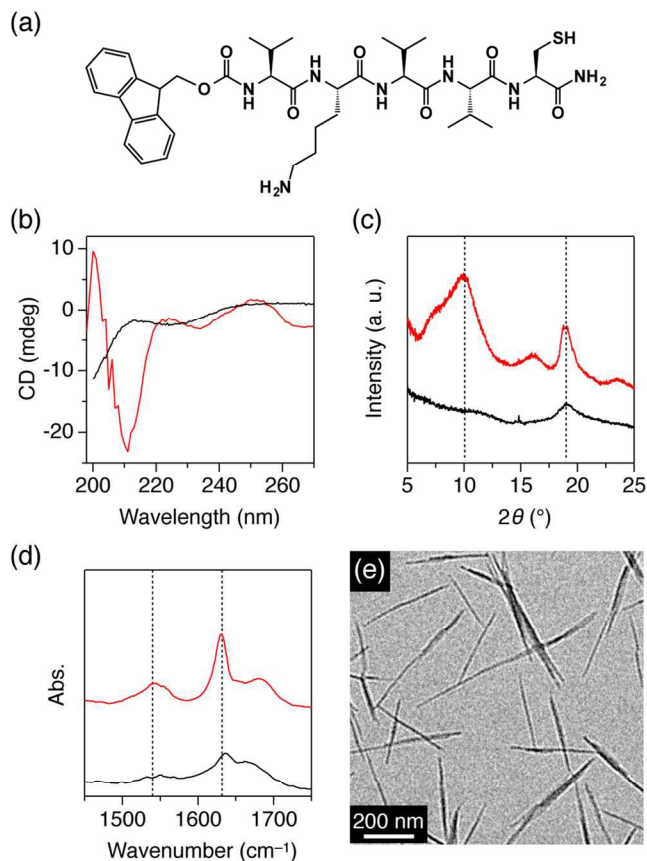 (a)
O
O
N
H
O
H
N
O
N
H
O
H
N
O
N
H
SH
O
NH2
H2N
(b)
CD (mdeg)
10
0
-10
-20
200
220
240
260
Wavelength (nm)
(c)
Intensity (a. u.)
5
10
15
20
25
2θ (°)
(d)
Abs.
1500
1600
1700
Wavenumber (cm⁻¹)
(e)
200 nm